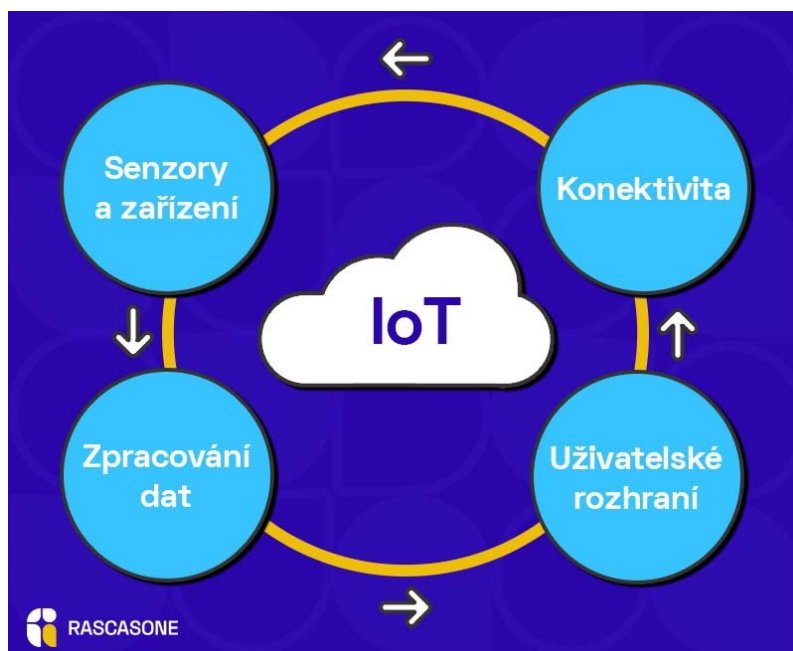 Senzory
a zařízení
Konektivita
IoT
Zpracování
dat
Uživatelské
rozhraní
RASCASONE